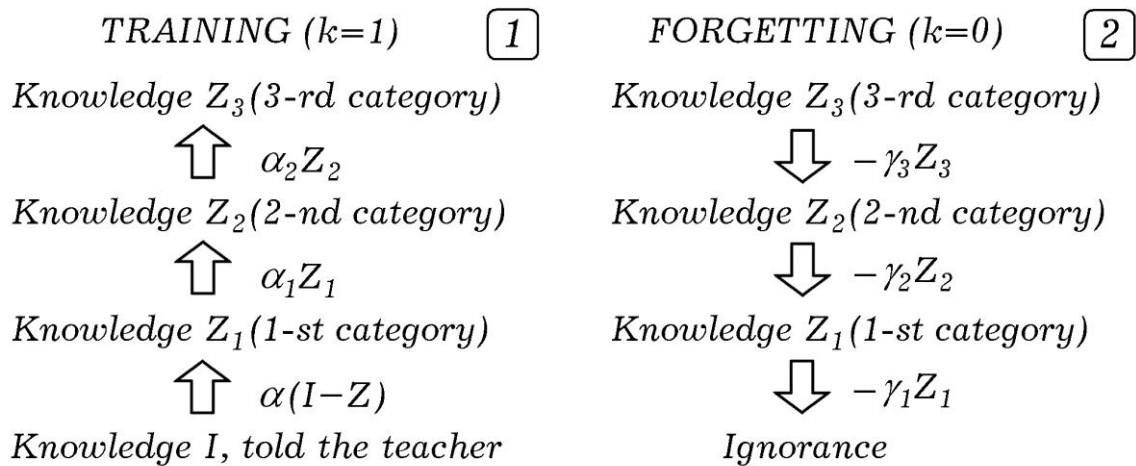 TRAINING (k=1) 1
Knowledge Z₃(3-rd category)
α₂Z₂
Knowledge Z₂(2-nd category)
α₁Z₁
Knowledge Z₁(1-st category)
α(I−Z)
Knowledge I, told the teacher
FORGETTING (k=0) 2
Knowledge Z₃(3-rd category)
−γ₃Z₃
Knowledge Z₂(2-nd category)
−γ₂Z₂
Knowledge Z₁(1-st category)
−γ₁Z₁
Ignorance